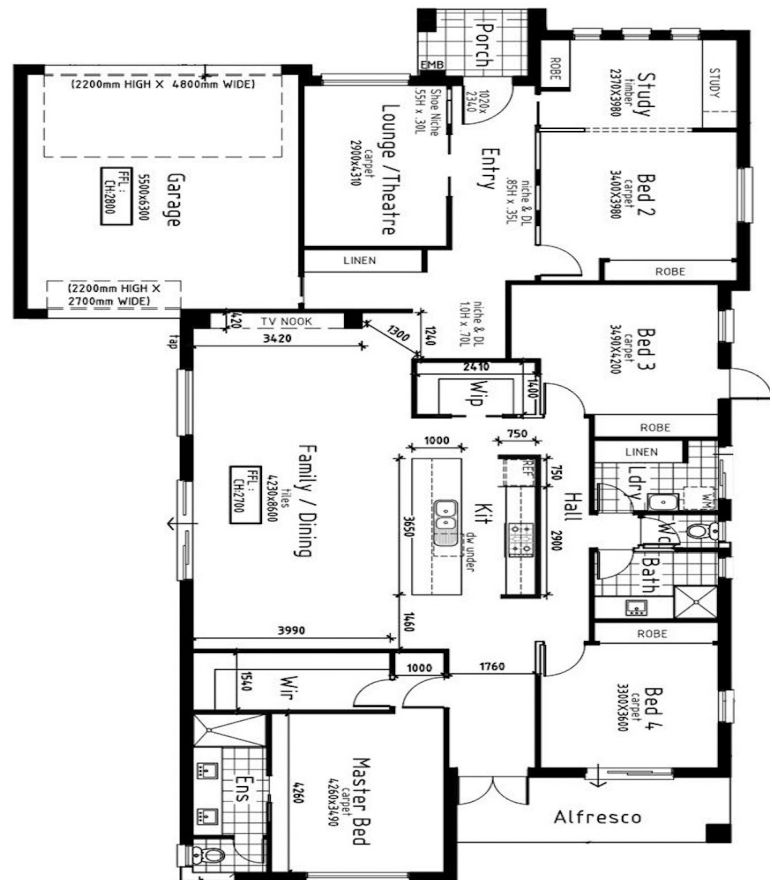 Porch
EMB
(2200mm HIGH X 4800mm WIDE)
Garage
5500x6300
FFL :
CH:2800
(2200mm HIGH X
2700mm WIDE)
Lounge /Theatre
carpet
2900x4310
Shoe Niche
.55H x .30L
1020x
2340
Entry
niche & DL
.85H x .35L
ROBE
Study
timber
2370X3980
STUDY
Bed 2
carpet
3400X3980
ROBE
LINEN
420
TV NOOK
3420
1300
1240
niche & DL
1.0H x .70L
Bed 3
carpet
3490X4200
ROBE
tap
2410
1400
Wip
1000
750
REF
750
Hall
LINEN
Ldry
WM
Family / Dining
tiles
4230x8600
FFL :
CH:2700
3650
Kit
dw under
2900
Wc
Bath
1460
3990
1000
1760
ROBE
Bed 4
carpet
3300X3600
1540
Wir
Ens
4260
Master Bed
carpet
4260x3490
Alfresco